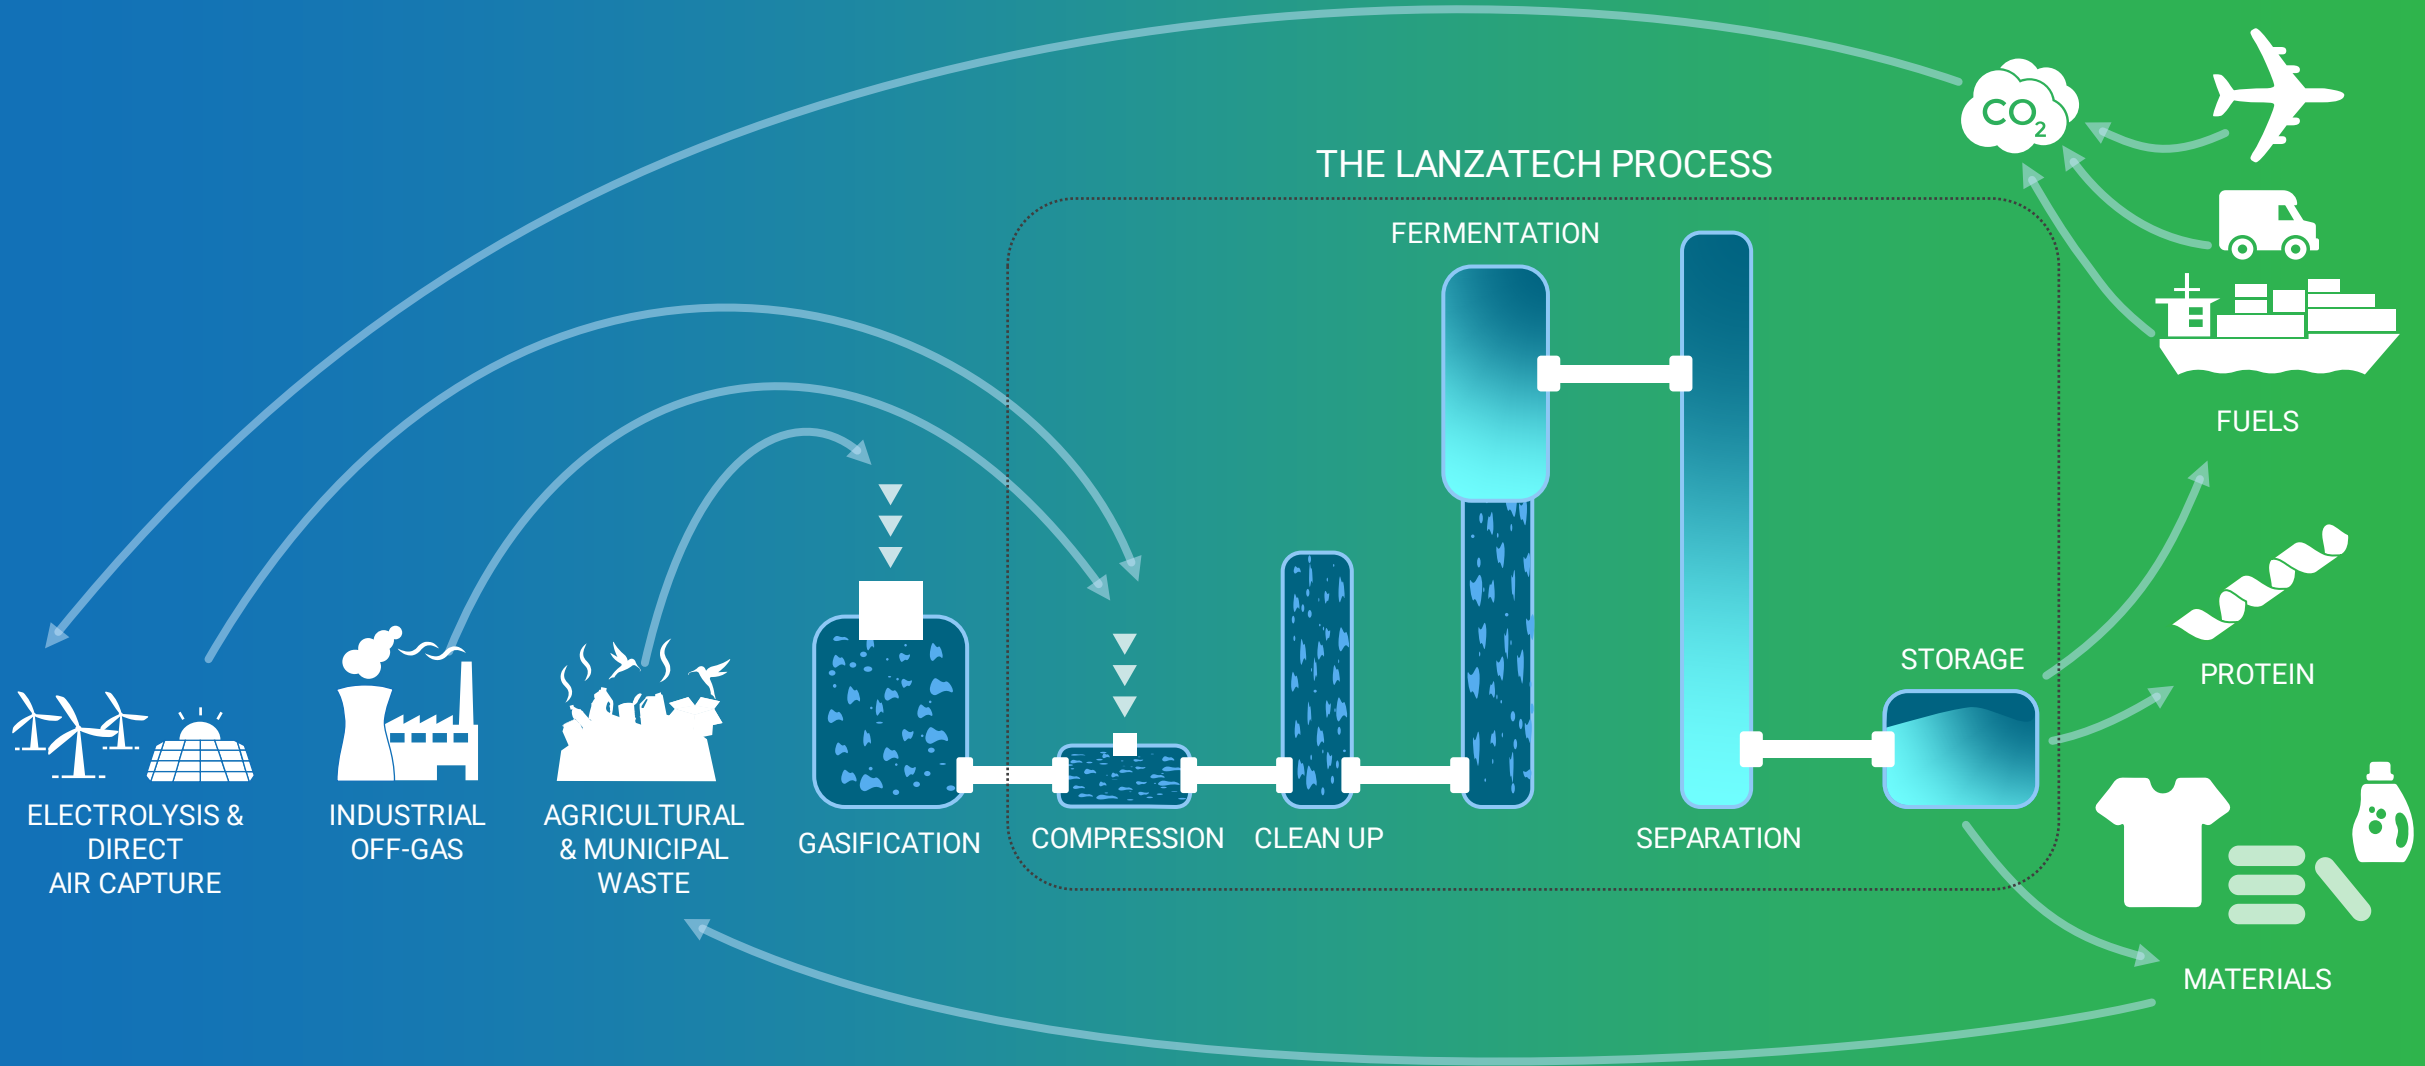 CO2
THE LANZATECH PROCESS
FERMENTATION
FUELS
STORAGE
PROTEIN
ELECTROLYSIS &
DIRECT
AIR CAPTURE
INDUSTRIAL
OFF-GAS
AGRICULTURAL
& MUNICIPAL
WASTE
GASIFICATION
COMPRESSION
CLEAN UP
SEPARATION
MATERIALS